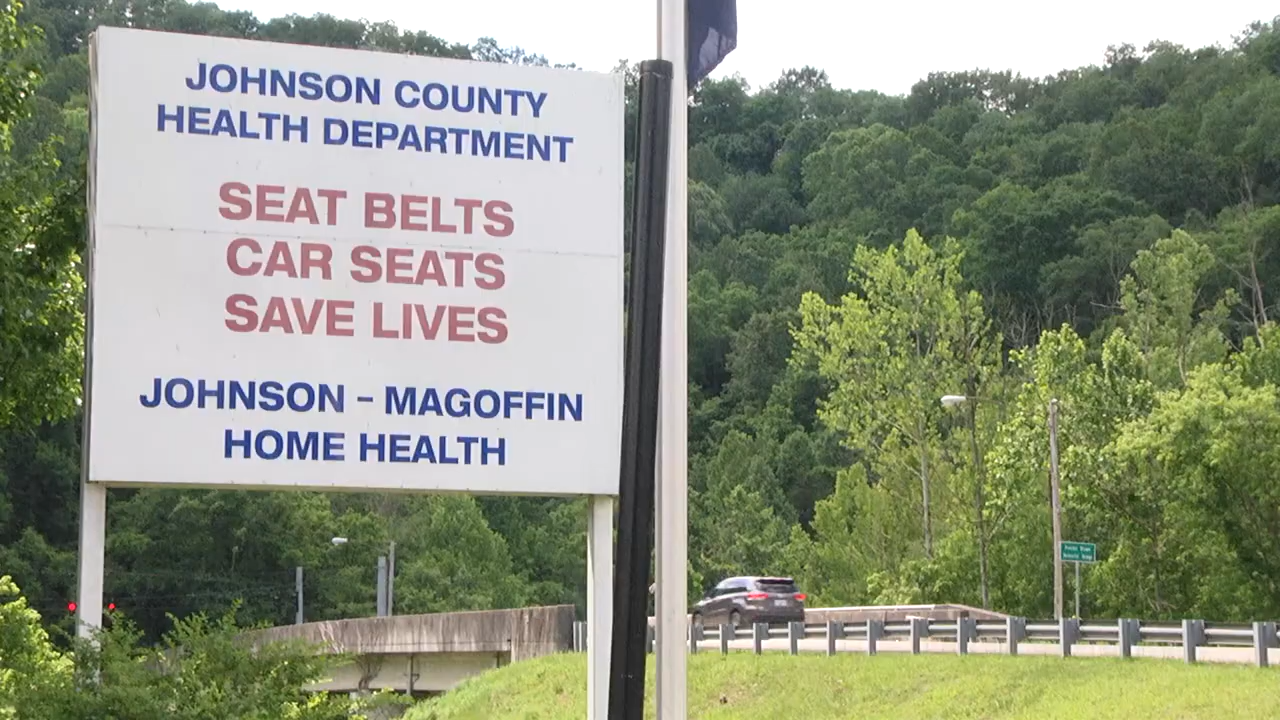 JOHNSON COUNTY
HEALTH DEPARTMENT
SEAT BELTS
CAR SEATS
SAVE LIVES
JOHNSON – MAGOFFIN
HOME HEALTH